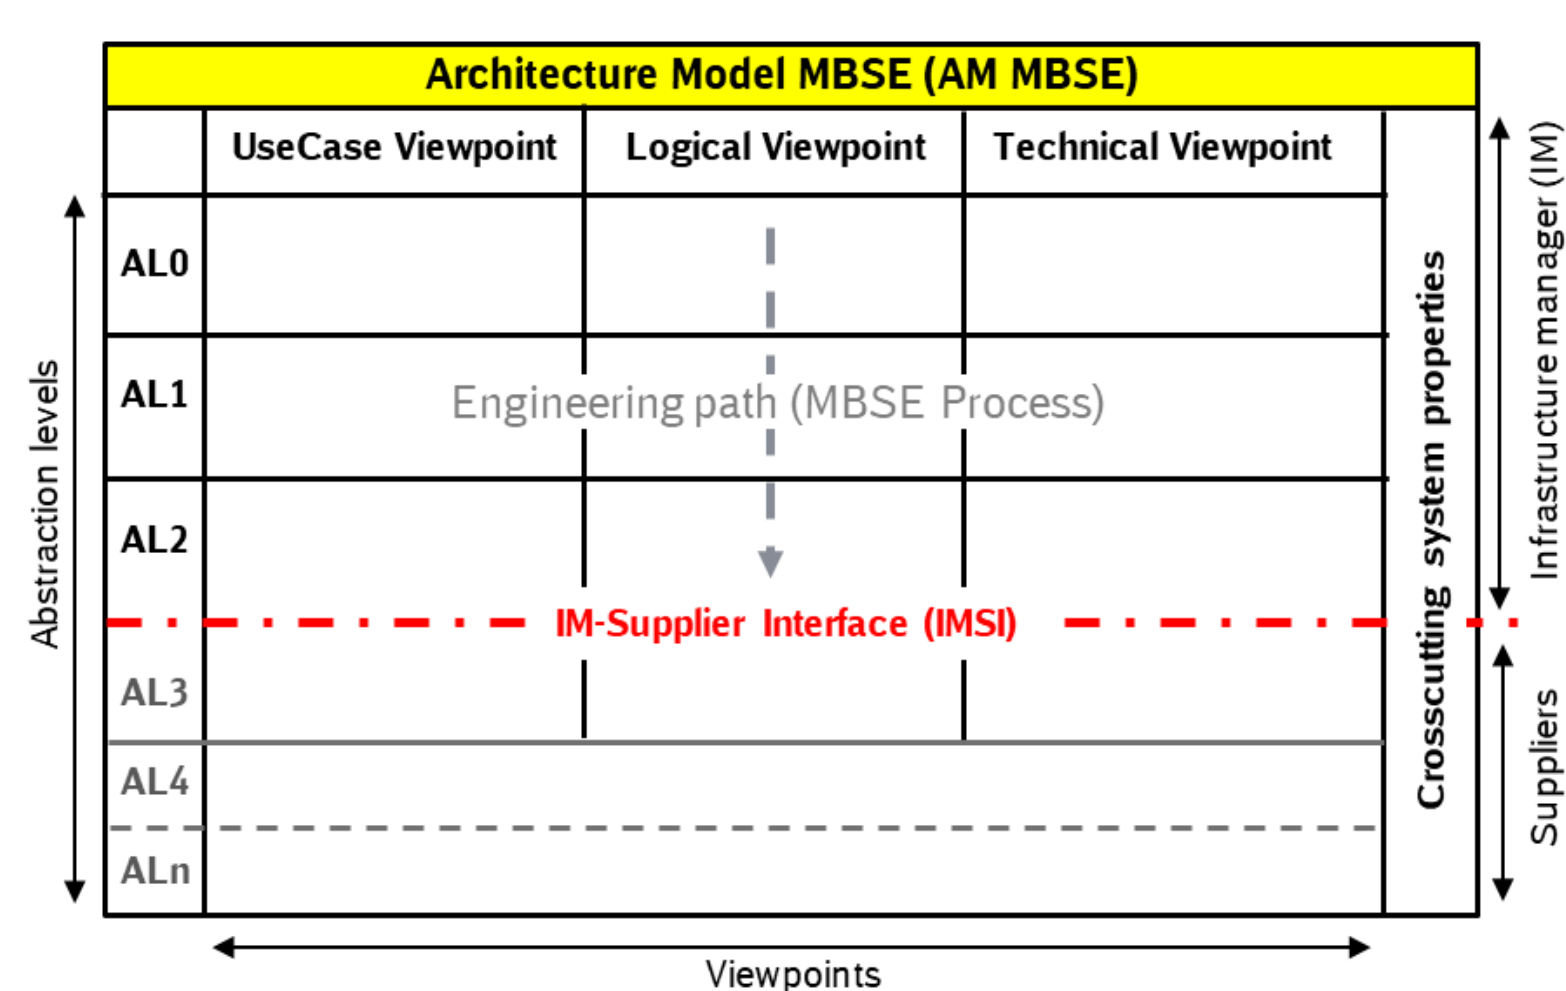 Architecture Model MBSE (AM MBSE)
UseCase Viewpoint
Logical Viewpoint
Technical Viewpoint
AL0
AL1
Engineering path (MBSE Process)
AL2
IM-Supplier Interface (IMSI)
AL3
AL4
ALn
Abstraction levels
Viewpoints
Crosscutting system properties
Infrastructure manager (IM)
Suppliers